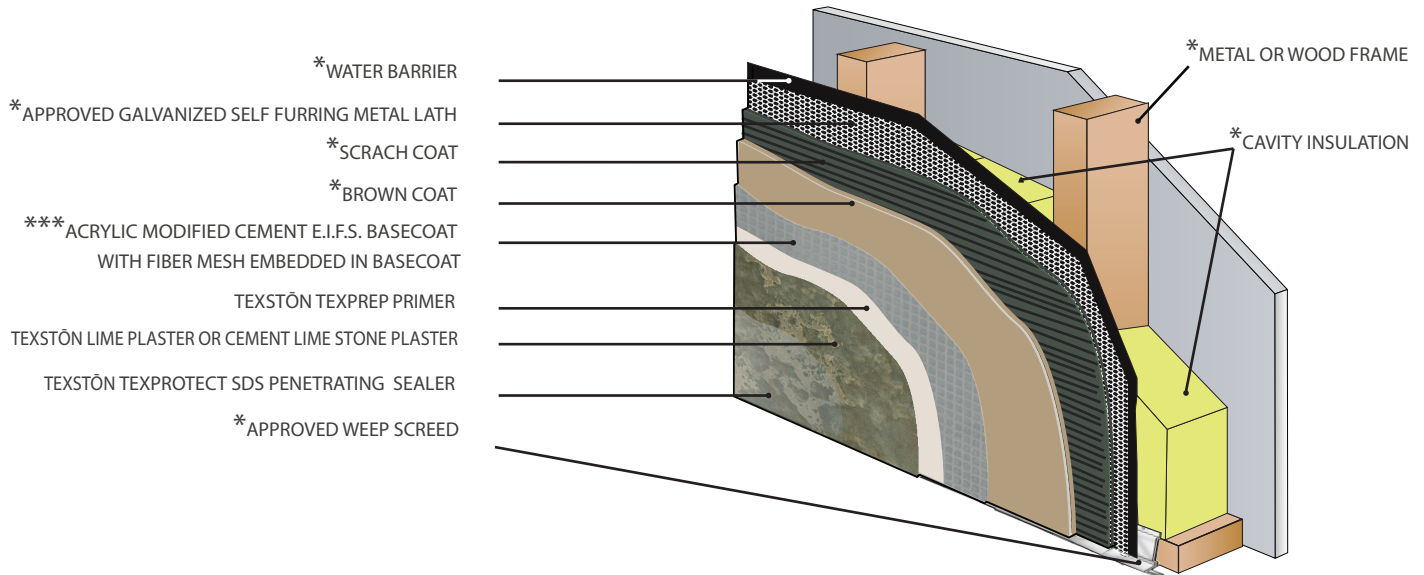 *WATER BARRIER
*APPROVED GALVANIZED SELF FURRING METAL LATH
*SCRACH COAT
*BROWN COAT
***ACRYLIC MODIFIED CEMENT E.I.F.S. BASECOAT
WITH FIBER MESH EMBEDDED IN BASECOAT
TEXSTŌN TEXPREP PRIMER
TEXSTŌN LIME PLASTER OR CEMENT LIME STONE PLASTER
TEXSTŌN TEXPROTECT SDS PENETRATING SEALER
*APPROVED WEEP SCREED
*METAL OR WOOD FRAME
*CAVITY INSULATION